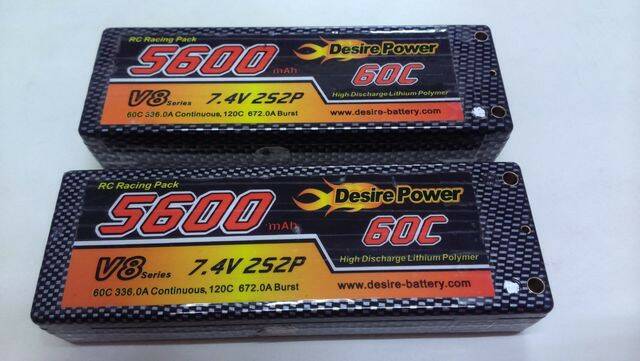 RC Racing Pack
5600 mAh
Desire Power
60C
V8 Series
7.4V 2S2P
High Discharge Lithium Polymer
60C 336.0A Continuous, 120C 672.0A Burst
www.desire-battery.com
RC Racing Pack
5600 mAh
Desire Power
60C
V8 Series
7.4V 2S2P
High Discharge Lithium Polymer
60C 336.0A Continuous, 120C 672.0A Burst
www.desire-battery.com